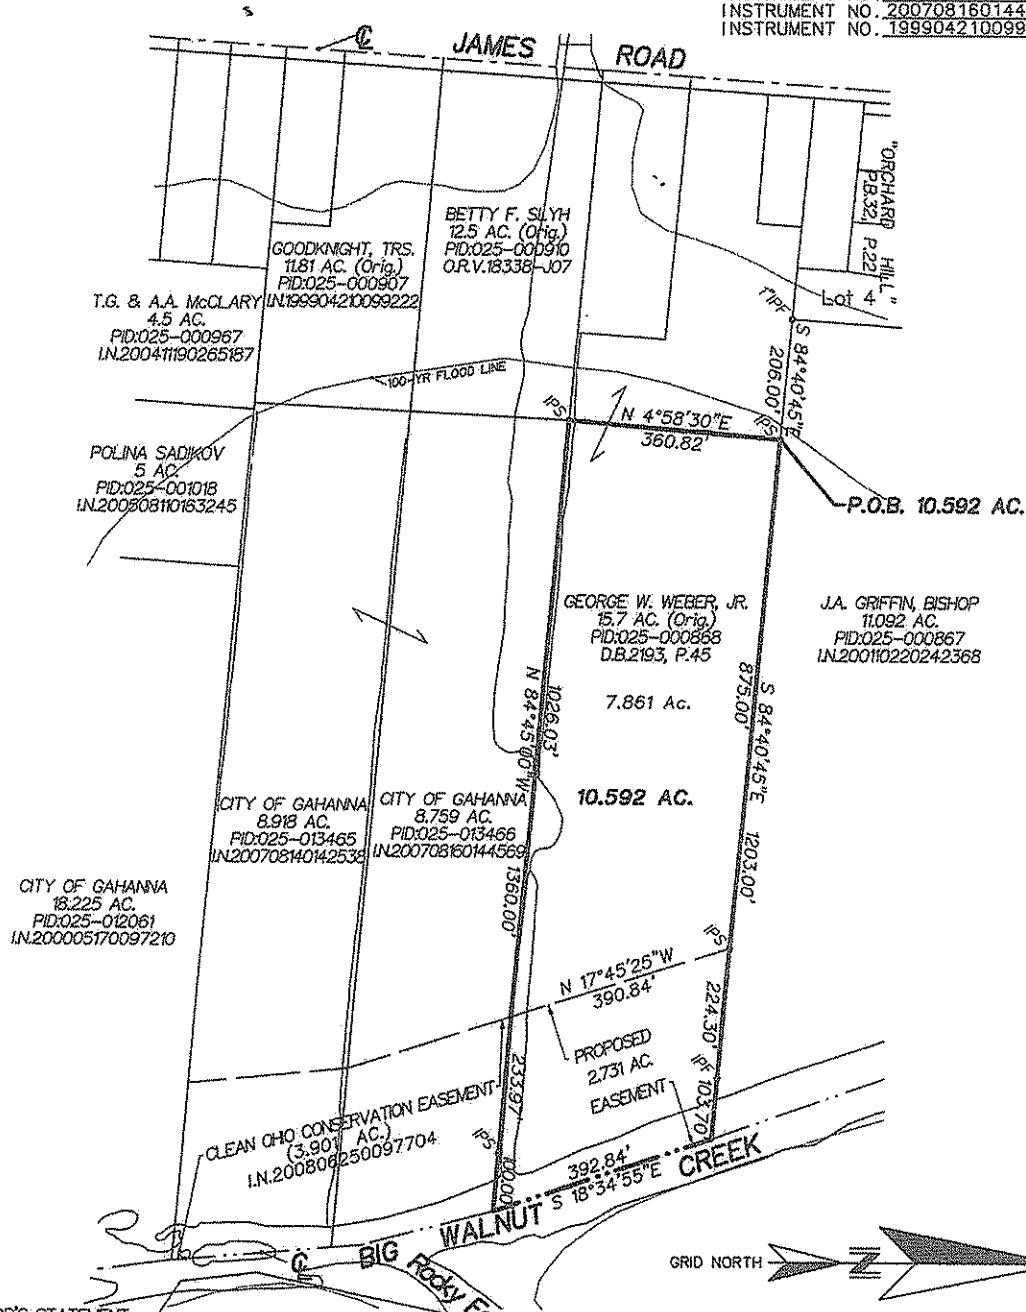 INSTRUMENT NO. 200708160144
INSTRUMENT NO. 199904210099
℄
JAMES ROAD
"ORCHARD HILL"
P.B.32, P.22
BETTY F. SLYH
12.5 AC. (Orig.)
PID:025-000910
O.R.V.18338-J07
GOODKNIGHT, TRS.
11.81 AC. (Orig.)
PID:025-000907
I.N.199904210099222
T.G. & A.A. McCLARY
4.5 AC.
PID:025-000967
I.N.200411190265187
Lot 4
1"IPF
S 84°40'45"E
206.00'
100-YR FLOOD LINE
IPS
N 4°58'30"E
360.82'
IPS
POLINA SADIKOV
5 AC.
PID:025-001018
I.N.200508110163245
P.O.B. 10.592 AC.
GEORGE W. WEBER, JR.
15.7 AC. (Orig.)
PID:025-000868
D.B.2193, P.45
7.861 Ac.
10.592 AC.
J.A. GRIFFIN, BISHOP
11.092 AC.
PID:025-000867
I.N.200110220242368
N 84°45'00"W
1026.03'
1360.00'
875.00'
S 84°40'45"E
1203.00'
CITY OF GAHANNA
8.918 AC.
PID:025-013465
I.N.200708140142538
CITY OF GAHANNA
8.759 AC.
PID:025-013466
I.N.200708160144569
CITY OF GAHANNA
18.225 AC.
PID:025-012061
I.N.200005170097210
IPS
N 17°45'25"W
390.84'
224.30'
PROPOSED
2.731 AC.
EASEMENT
IPF
103.70'
233.97'
CLEAN OHIO CONSERVATION EASEMENT
(3.901 AC.)
I.N.200806250097704
IPS
100.00'
392.84'
S 18°34'55"E
BIG WALNUT CREEK
℄
Rocky F
GRID NORTH
N
OR'S STATEMENT